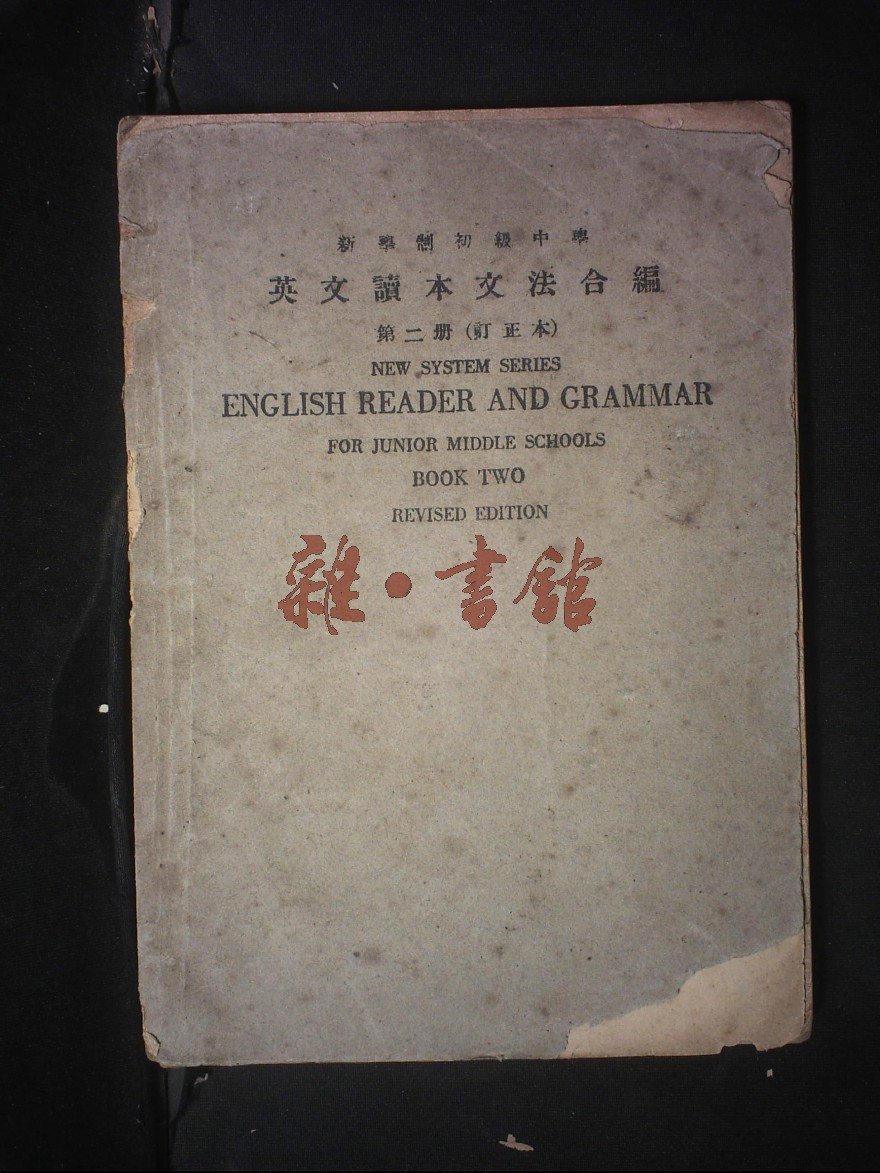 新學制初級中學
英文讀本文法合編
第二册(訂正本)
NEW SYSTEM SERIES
ENGLISH READER AND GRAMMAR
FOR JUNIOR MIDDLE SCHOOLS
BOOK TWO
REVISED EDITION
雜·書館